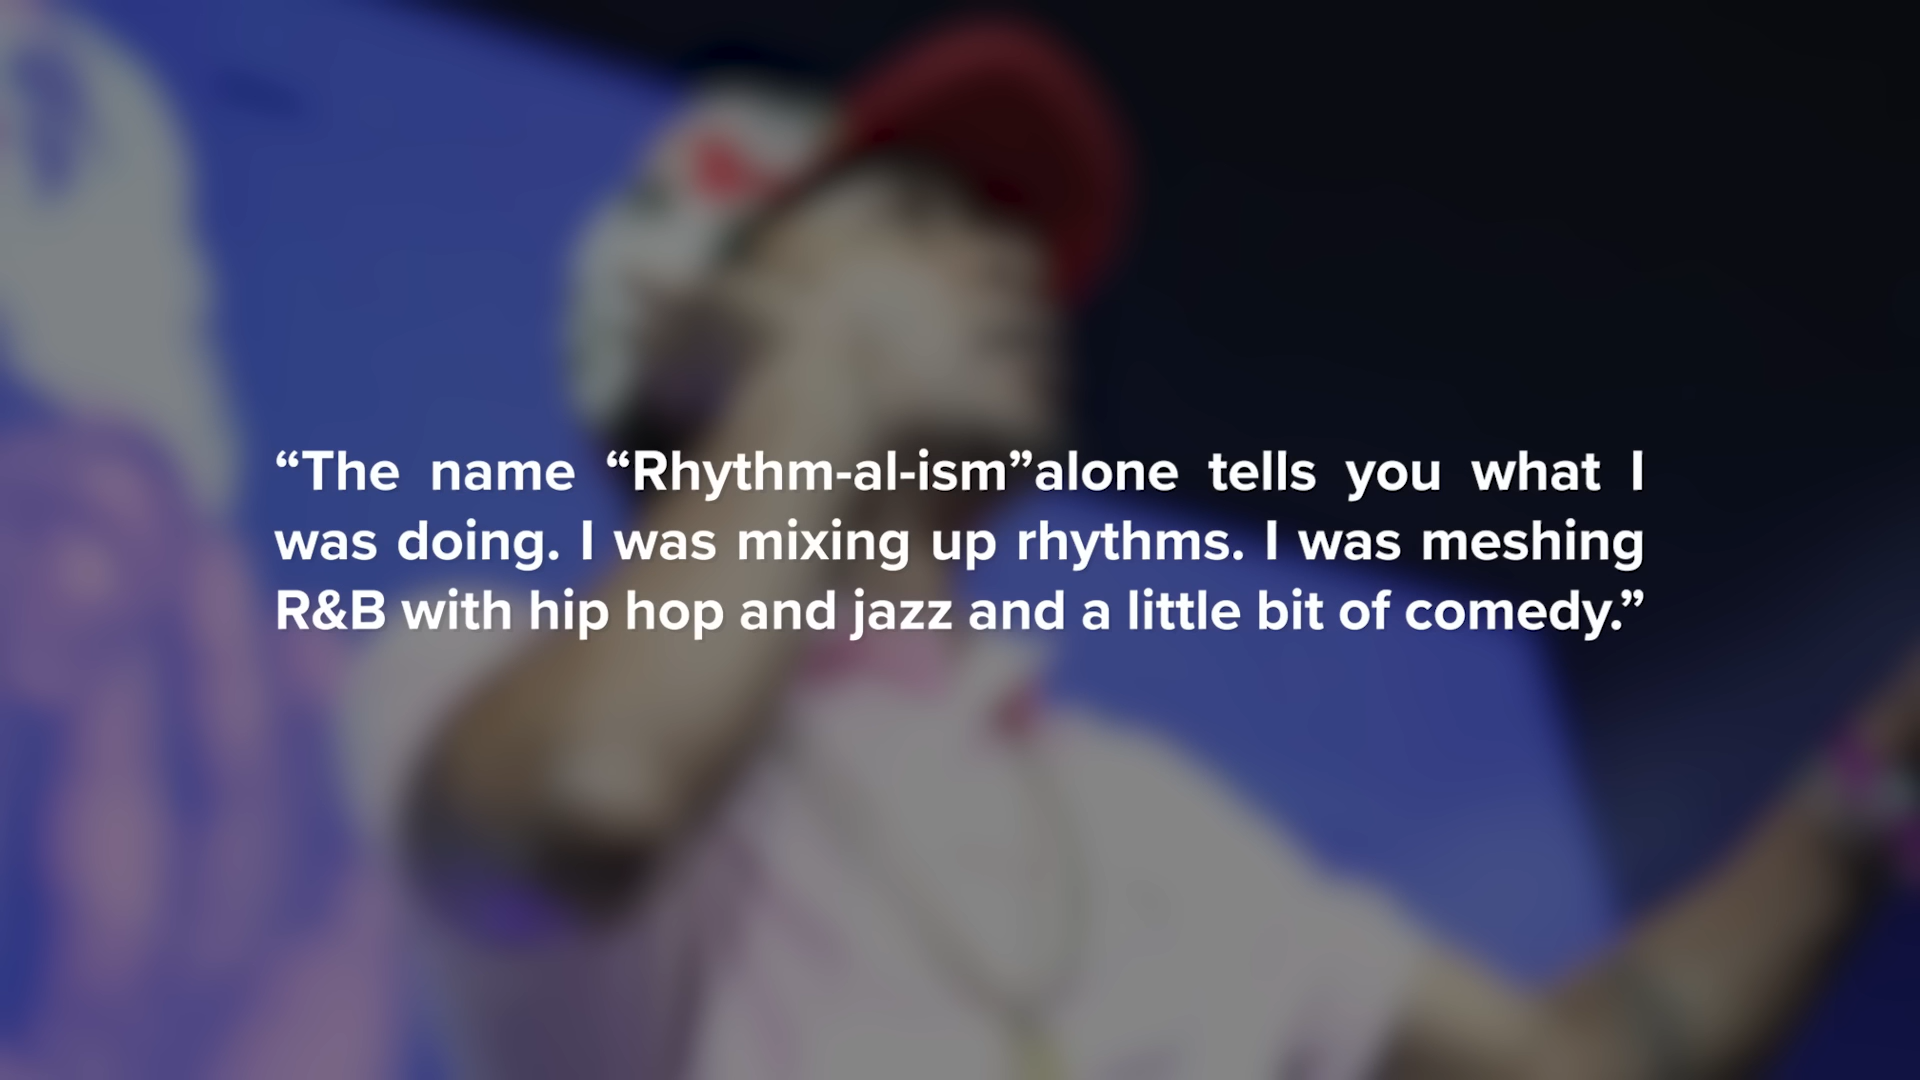 “The name “Rhythm-al-ism”alone tells you what I
was doing. I was mixing up rhythms. I was meshing
R&B with hip hop and jazz and a little bit of comedy.”